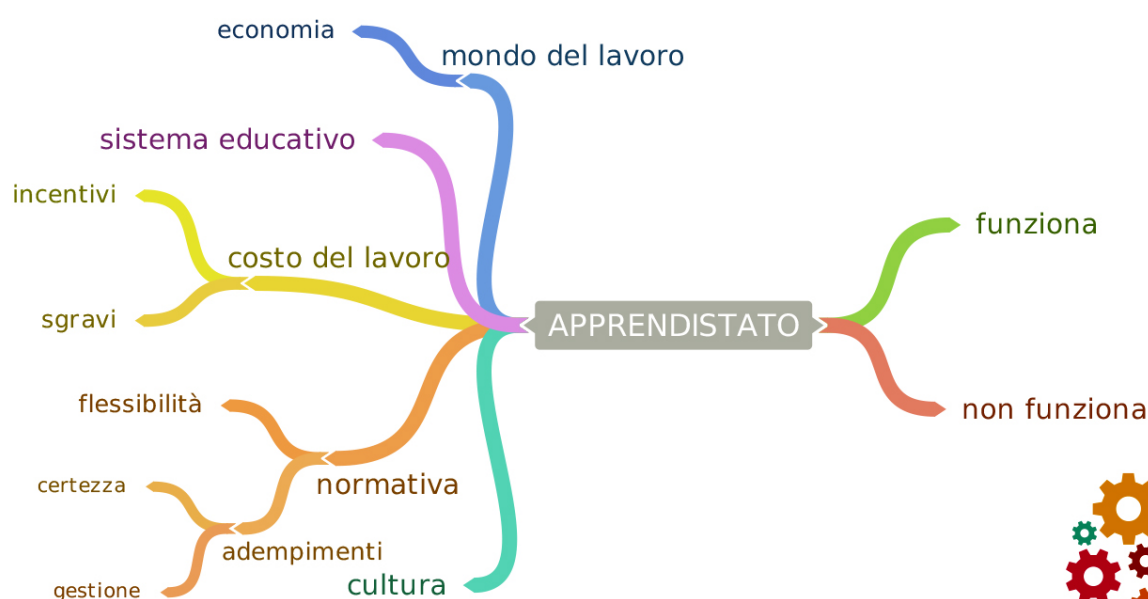 economia
mondo del lavoro
sistema educativo
incentivi
costo del lavoro
sgravi
flessibilità
normativa
certezza
adempimenti
gestione
cultura
APPRENDISTATO
funziona
non funziona